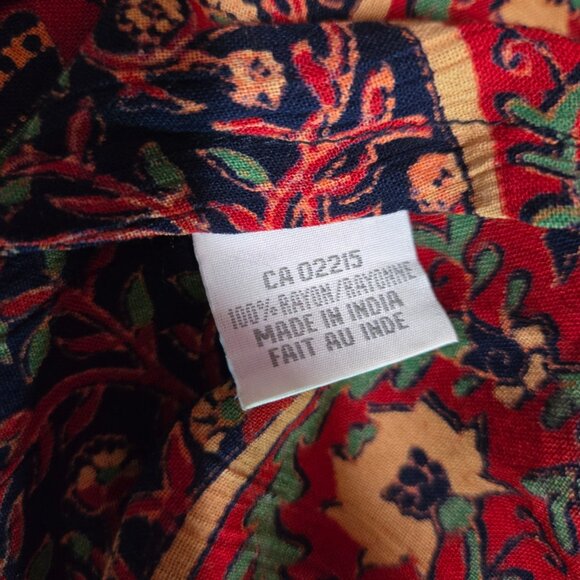 CA 02215
100% RAYON/RAYONNE
MADE IN INDIA
FAIT AU INDE